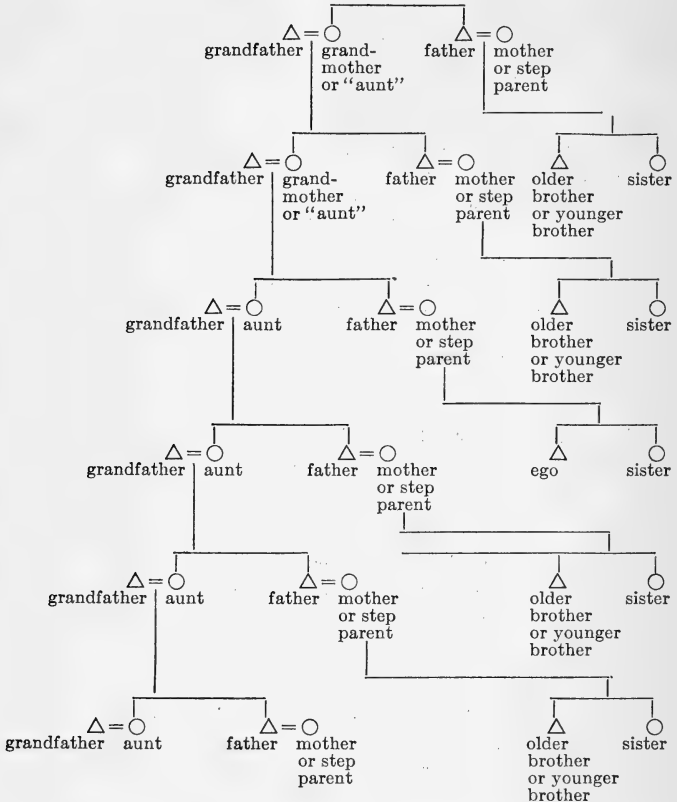 grandfather grand- father mother
mother or step
or "aunt" parent
grandfather grand- father mother older sister
mother or step brother
or "aunt" parent or younger
brother
grandfather aunt father mother older sister
or step brother
parent or younger
brother
grandfather aunt father mother ego sister
or step
parent
grandfather aunt father mother older sister
or step brother
parent or younger
brother
grandfather aunt father mother older sister
or step brother
parent or younger
brother